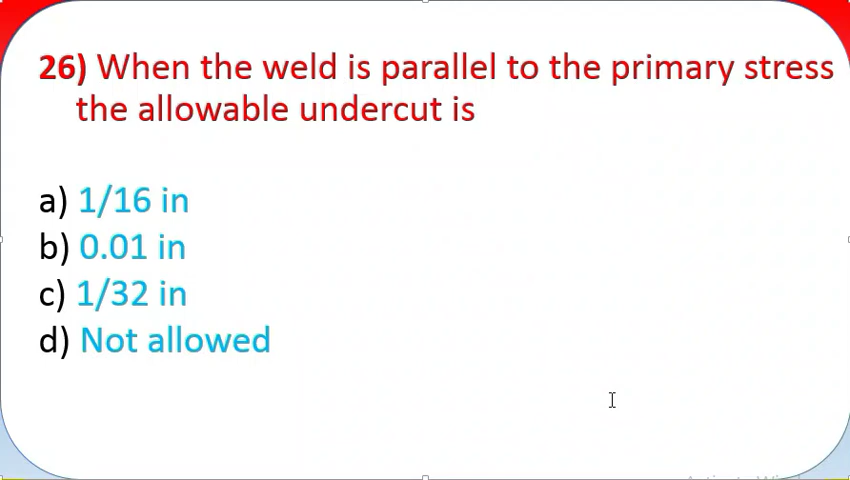 26) When the weld is parallel to the primary stress
the allowable undercut is
a) 1/16 in
b) 0.01 in
c) 1/32 in
d) Not allowed